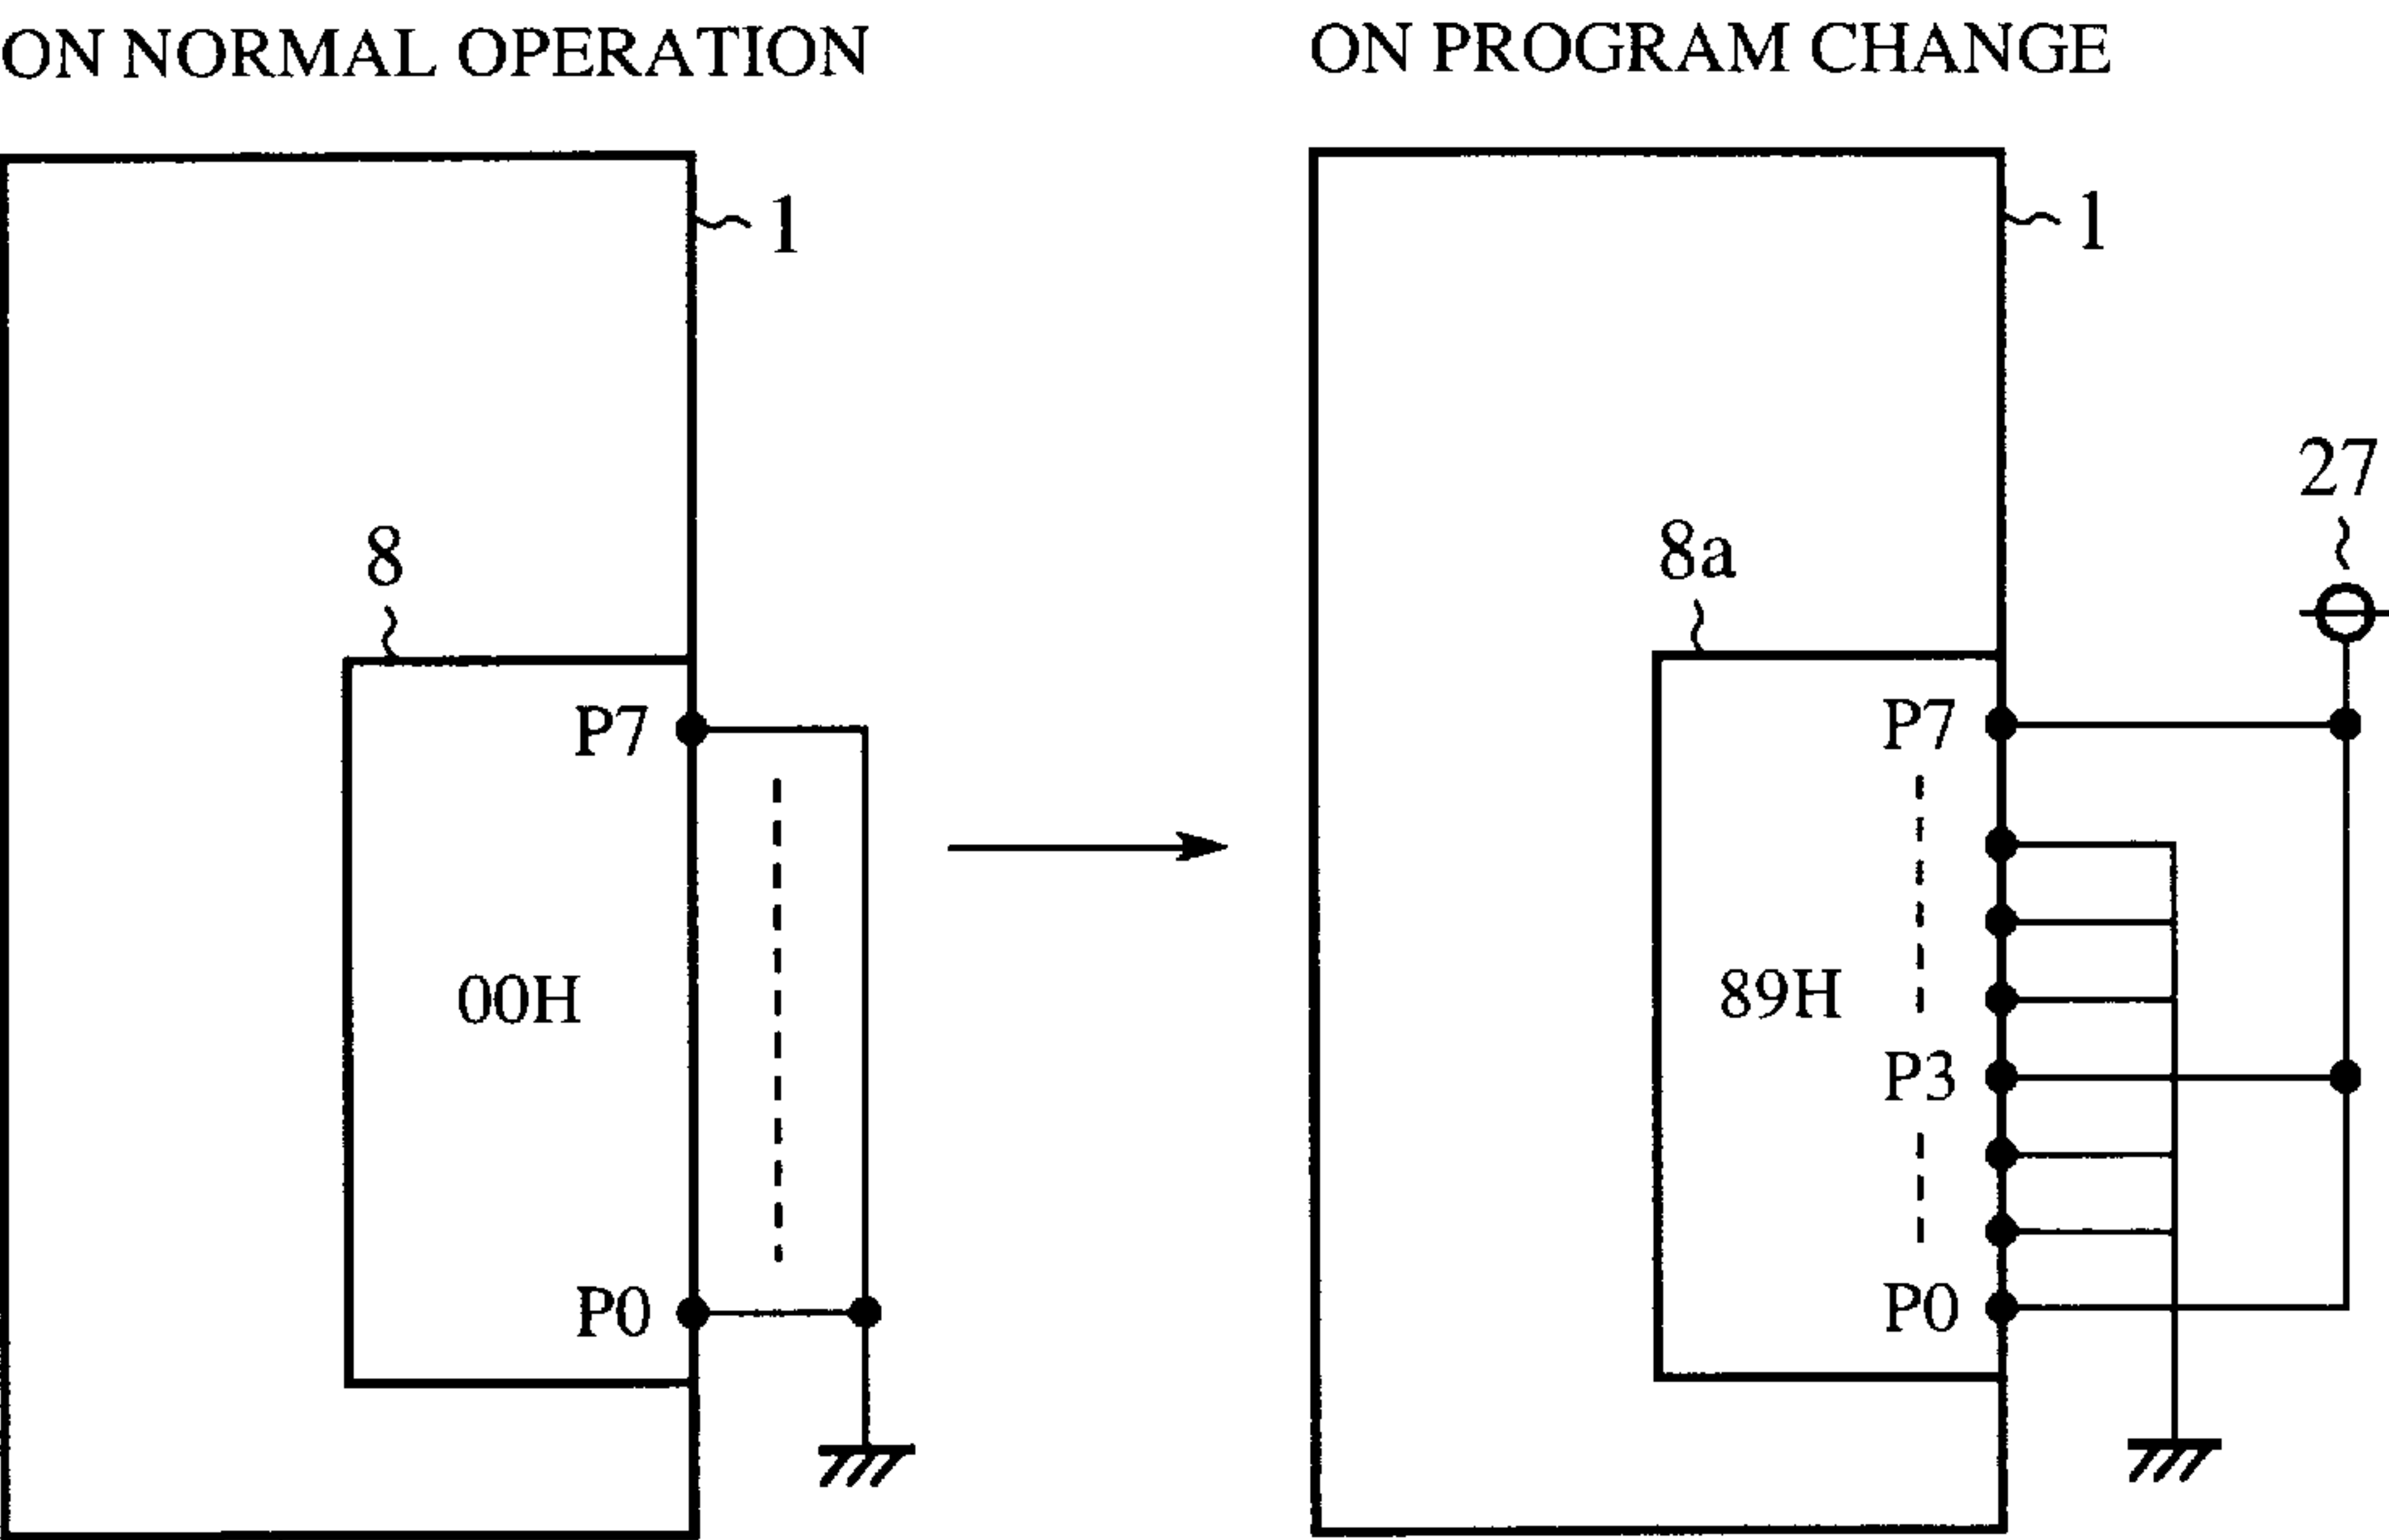 ON NORMAL OPERATION
1
8
P7
00H
P0
ON PROGRAM CHANGE
1
27
8a
P7
89H
P3
P0